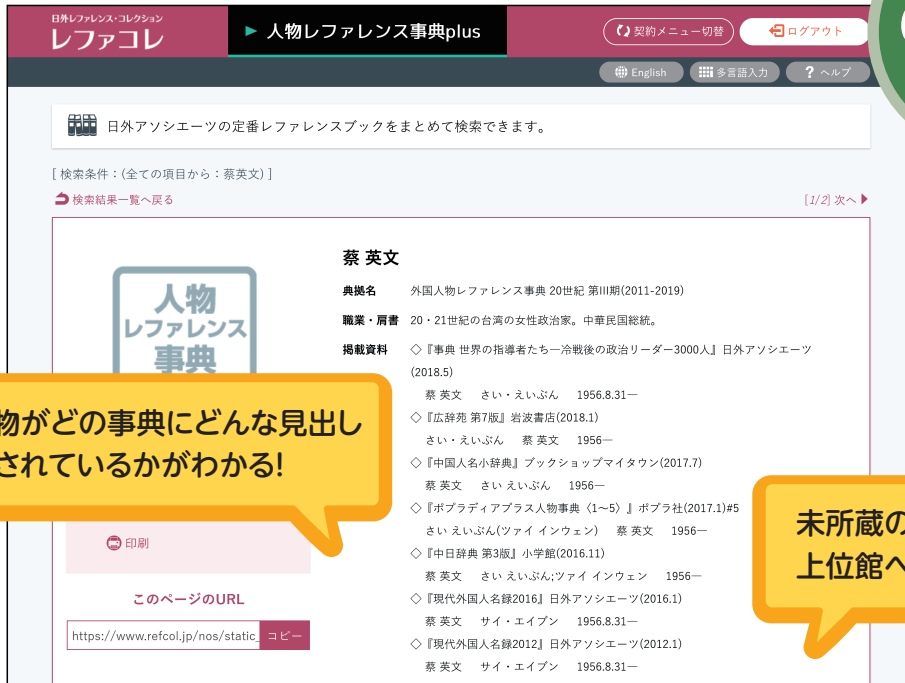 日外レファレンス・コレクション
レファコレ
人物レファレンス事典plus
契約メニュー切替
ログアウト
English
多言語入力
? ヘルプ
日外アソシエーツの定番レファレンスブックをまとめて検索できます。
[ 検索条件：(全ての項目から：蔡英文) ]
検索結果一覧へ戻る
[1/2] 次へ
蔡 英文
人物
レファレンス
事典
典拠名 外国人物レファレンス事典 20世紀 第III期(2011-2019)
職業・肩書 20・21世紀の台湾の女性政治家。中華民国総統。
掲載資料 ◇『事典 世界の指導者たち―冷戦後の政治リーダー3000人』日外アソシエーツ
(2018.5)
蔡 英文 さい・えいぶん 1956.8.31―
◇『広辞苑 第7版』岩波書店(2018.1)
さい・えいぶん 蔡 英文 1956―
◇『中国人名小辞典』ブックショップマイタウン(2017.7)
蔡 英文 さい えいぶん 1956―
◇『ポプラディアプラス人物事典〈1~5〉』ポプラ社(2017.1)#5
さい えいぶん(ツァイ インウェン) 蔡 英文 1956―
◇『中日辞典 第3版』小学館(2016.11)
蔡 英文 さい えいぶん;ツァイ インウェン 1956―
◇『現代外国人名録2016』日外アソシエーツ(2016.1)
蔡 英文 サイ・エイブン 1956.8.31―
◇『現代外国人名録2012』日外アソシエーツ(2012.1)
蔡 英文 サイ・エイブン 1956.8.31―
物がどの事典にどんな見出し
されているかがわかる!
印刷
このページのURL
https://www.refcol.jp/nos/static_
コピー
未所蔵の
上位館へ